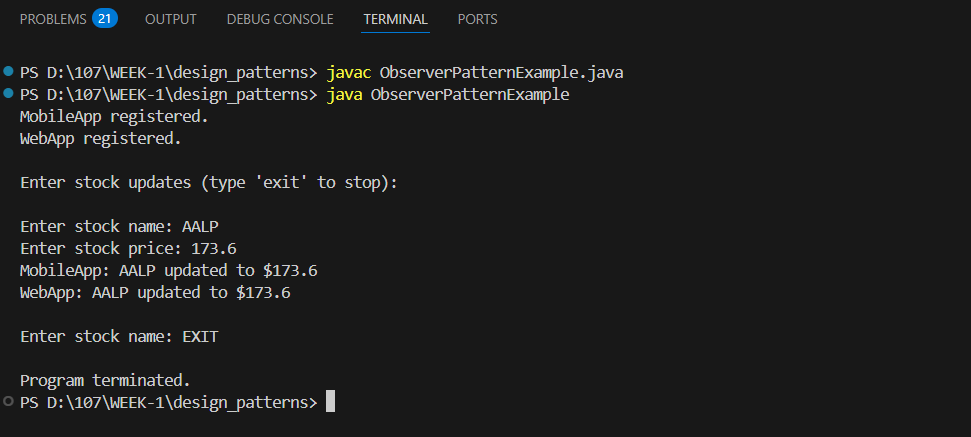 PROBLEMS 21 OUTPUT DEBUG CONSOLE TERMINAL PORTS
PS D:\107\WEEK-1\design_patterns> javac ObserverPatternExample.java
PS D:\107\WEEK-1\design_patterns> java ObserverPatternExample
MobileApp registered.
WebApp registered.
Enter stock updates (type 'exit' to stop):
Enter stock name: AALP
Enter stock price: 173.6
MobileApp: AALP updated to $173.6
WebApp: AALP updated to $173.6
Enter stock name: EXIT
Program terminated.
PS D:\107\WEEK-1\design_patterns>